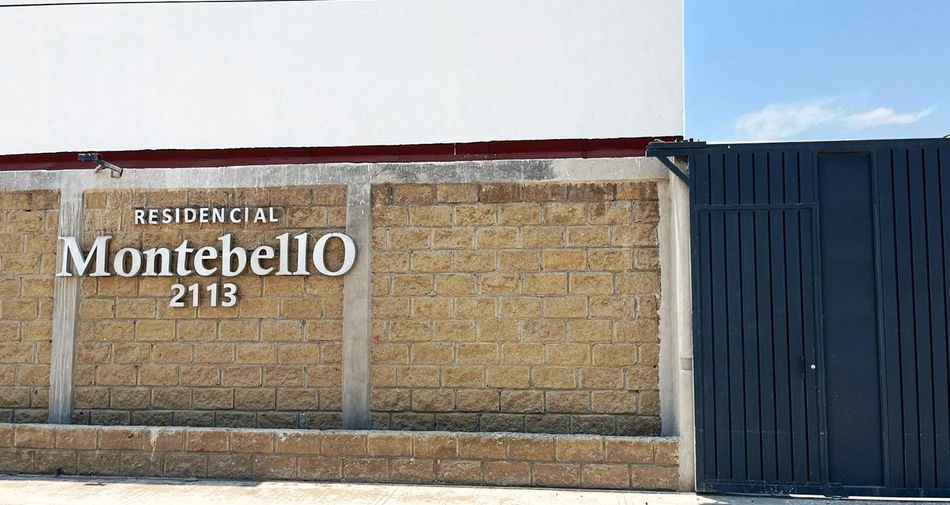 RESIDENCIAL
MontebellO
2113